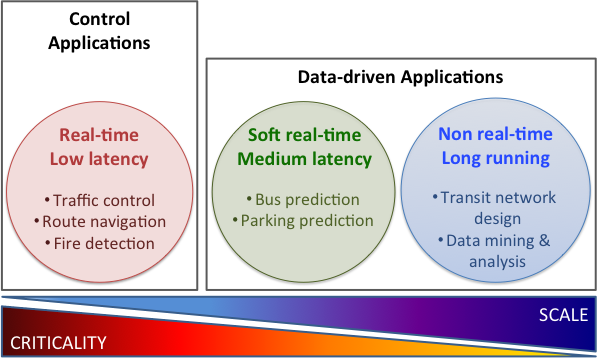 Control
Applications
Data-driven Applications
Real-time
Low latency
• Traffic control
• Route navigation
• Fire detection
Soft real-time
Medium latency
• Bus prediction
• Parking prediction
Non real-time
Long running
• Transit network
design
• Data mining &
analysis
SCALE
CRITICALITY